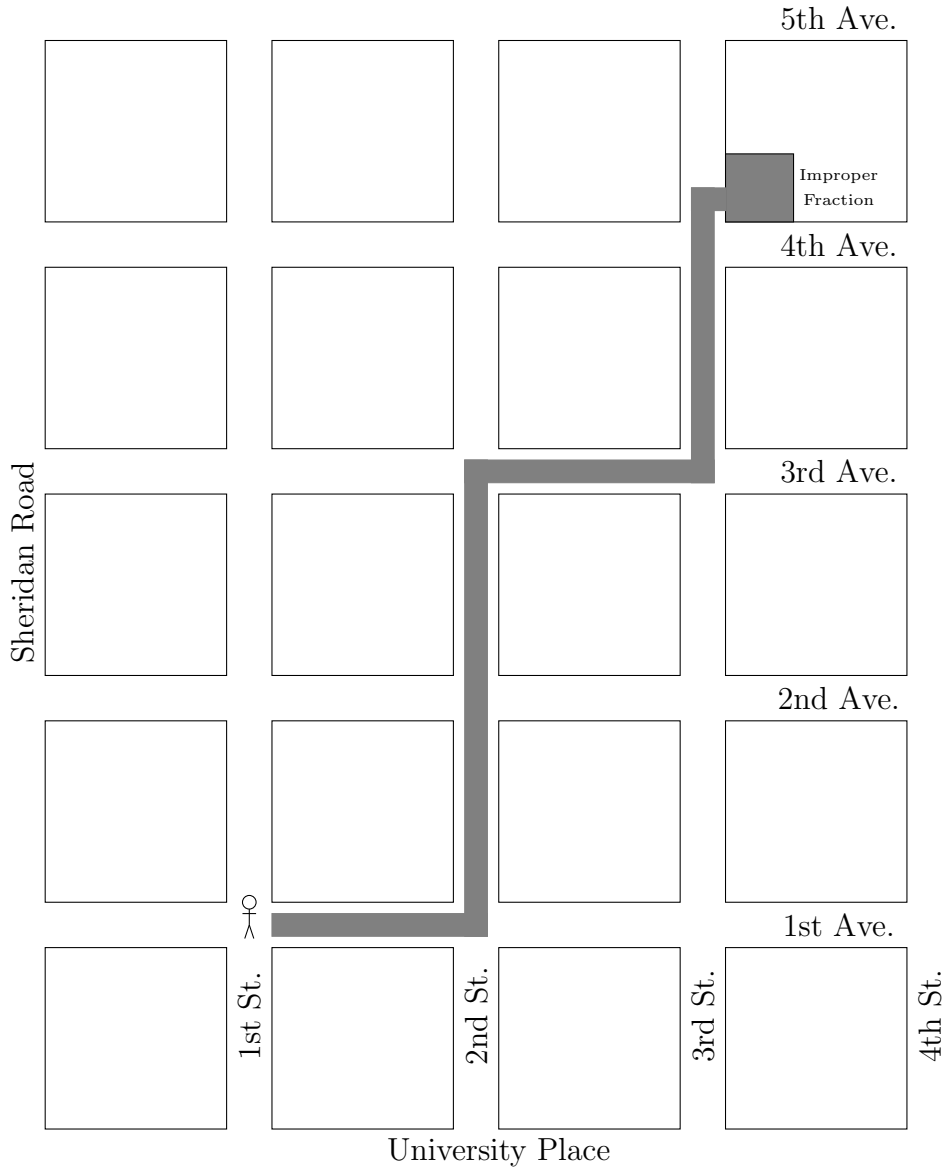 5th Ave.
Improper
Fraction
4th Ave.
3rd Ave.
Sheridan Road
2nd Ave.
1st Ave.
1st St.
2nd St.
3rd St.
4th St.
University Place